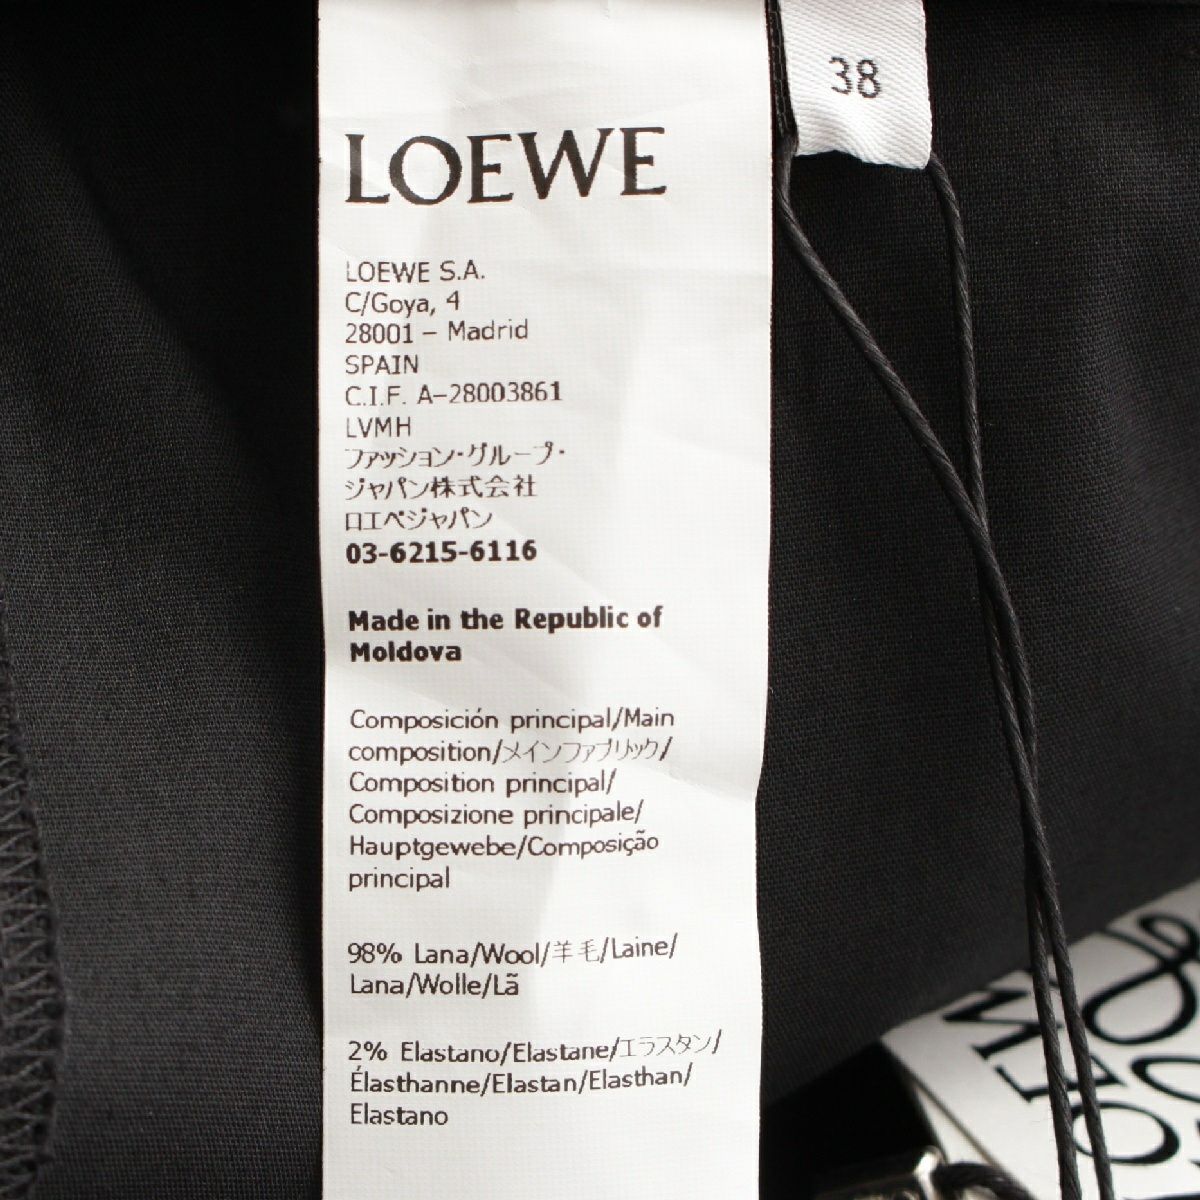 38
LOEWE
LOEWE S.A.
C/Goya, 4
28001 – Madrid
SPAIN
C.I.F. A-28003861
LVMH
ファッション・グループ・
ジャパン株式会社
ロエベジャパン
03-6215-6116
Made in the Republic of
Moldova
Composición principal/Main
composition/メインファブリック/
Composition principal/
Composizione principale/
Hauptgewebe/Composição
principal
98% Lana/Wool/羊毛/Laine/
Lana/Wolle/Lã
2% Elastano/Elastane/エラスタン/
Élasthanne/Elastan/Elasthan/
Elastano